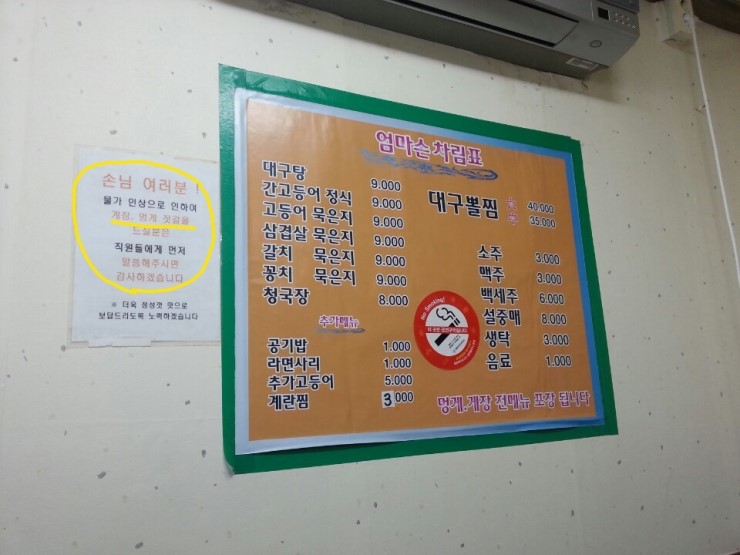 손님 여러분 !
물가 인상으로 인하여
게장, 멍게 젓갈을
드실분은
직원들에게 먼저
말씀해주시면
감사하겠습니다
※ 더욱 정성껏 맛으로
보답드리도록 노력하겠습니다
엄마손 차림표
대구탕 9.000
간고등어 정식 9.000
고등어 묵은지 9.000
삼겹살 묵은지 9.000
갈치 묵은지 9.000
꽁치 묵은지 9.000
청국장 8.000
추가메뉴
공기밥 1.000
라면사리 1.000
추가고등어 5.000
계란찜 3.000
대구뽈찜 40.000
35.000
소주 3.000
맥주 3.000
백세주 6.000
설중매 8.000
생탁 3.000
음료 1.000
No Smoking!
멍게.게장 전메뉴 포장 됩니다